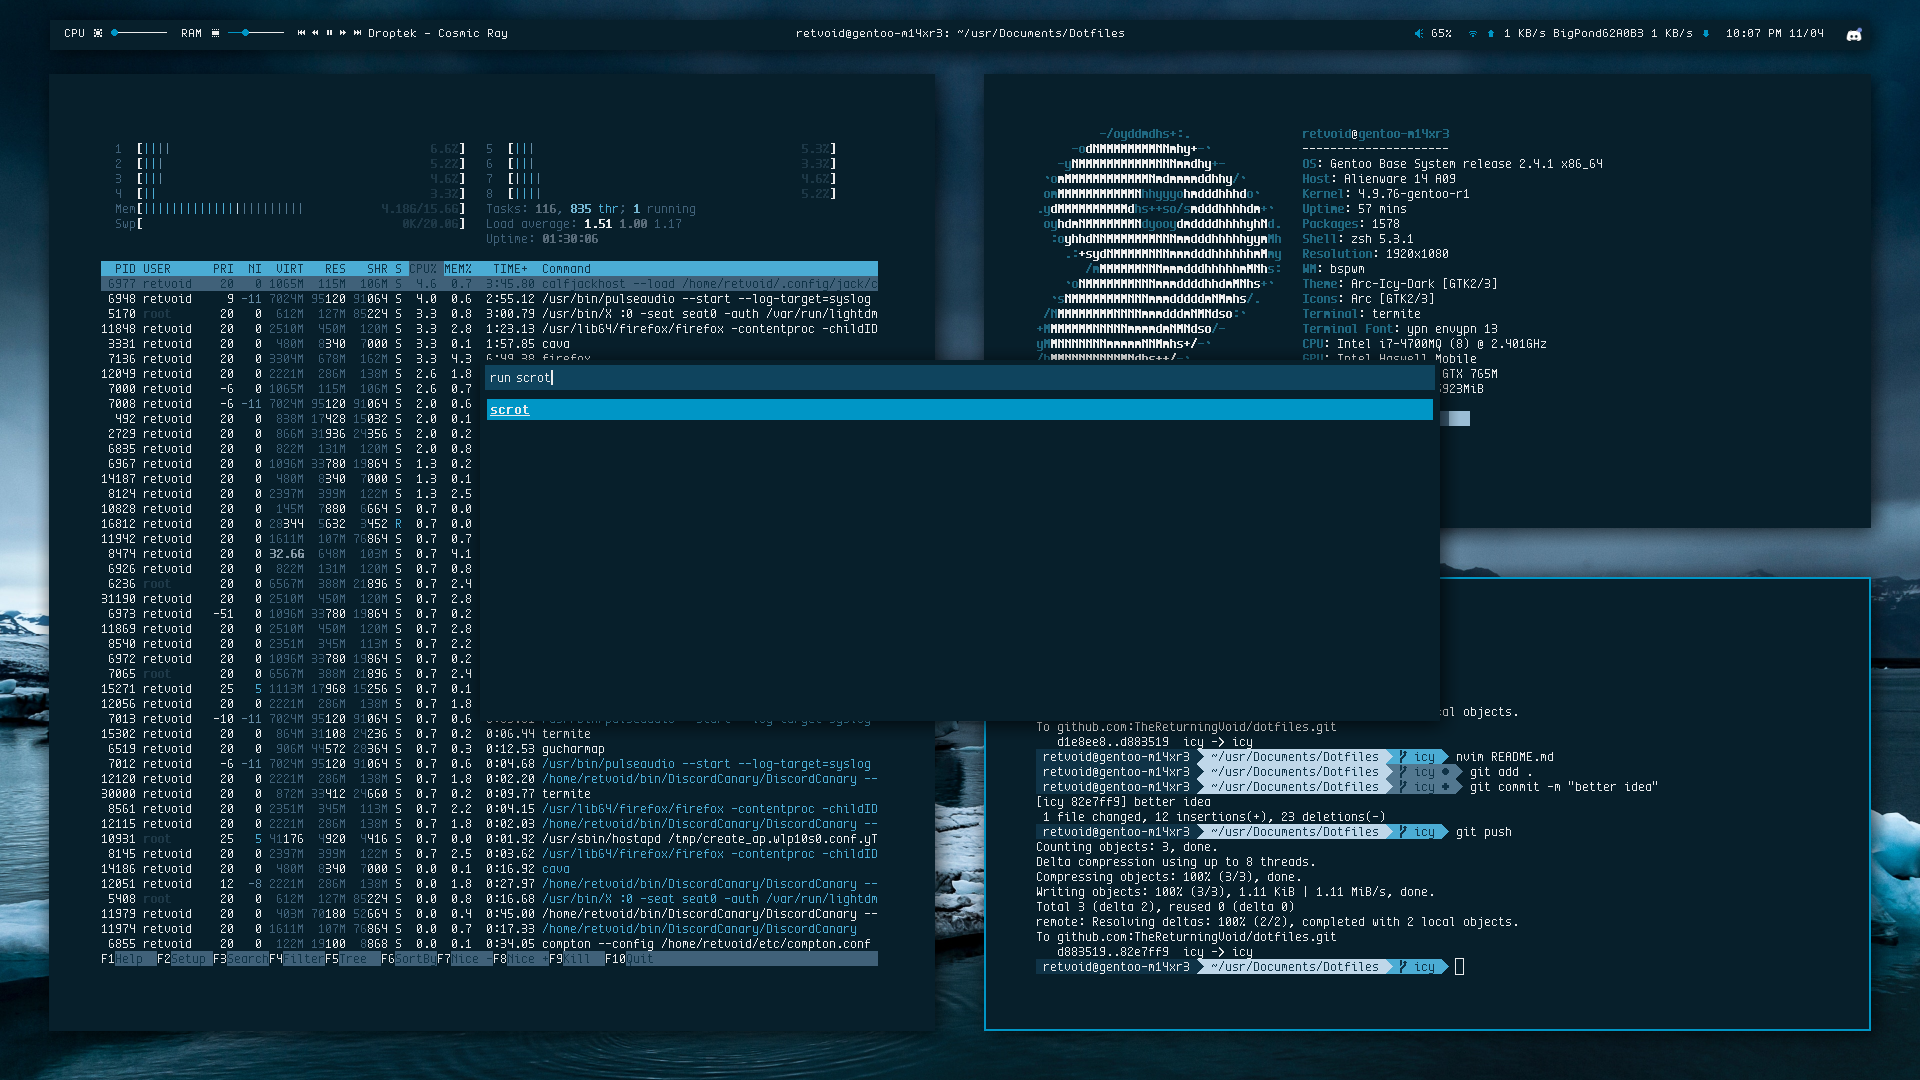 CPU RAM Droptek - Cosmic Ray
retvoid@gentoo-m14xr3: ~/usr/Documents/Dotfiles
65% 1 KB/s BigPond62A0B3 1 KB/s 10:07 PM 11/04
1 [|||| 6.6%] 5 [||| 5.3%]
2 [||| 5.2%] 6 [||| 3.3%]
3 [||| 4.6%] 7 [|||| 4.6%]
4 [|| 3.3%] 8 [|||| 5.2%]
Mem[||||||||||||||||||||||| 4.18G/15.6G] Tasks: 116, 835 thr; 1 running
Swp[ 0K/20.0G] Load average: 1.51 1.00 1.17
Uptime: 01:30:06
PID USER PRI NI VIRT RES SHR S CPU% MEM% TIME+ Command
6977 retvoid 20 0 1065M 115M 106M S 4.6 0.7 3:45.80 calfjackhost --load /home/retvoid/.config/jack/c
6948 retvoid 9 -11 7024M 95120 91064 S 4.0 0.6 2:55.12 /usr/bin/pulseaudio --start --log-target=syslog
5170 root 20 0 612M 127M 85224 S 3.3 0.8 3:00.79 /usr/bin/X :0 -seat seat0 -auth /var/run/lightdm
11848 retvoid 20 0 2510M 450M 120M S 3.3 2.8 1:23.13 /usr/lib64/firefox/firefox -contentproc -childID
3331 retvoid 20 0 480M 8340 7000 S 3.3 0.1 1:57.85 cava
7136 retvoid 20 0 3304M 678M 162M S 3.3 4.3 6:49.38 firefox
12049 retvoid 20 0 2221M 286M 138M S 2.6 1.8
7000 retvoid -6 0 1065M 115M 106M S 2.6 0.7
7008 retvoid -6 -11 7024M 95120 91064 S 2.0 0.6
492 retvoid 20 0 838M 17428 15032 S 2.0 0.1
2729 retvoid 20 0 866M 31936 24356 S 2.0 0.2
6835 retvoid 20 0 822M 131M 120M S 2.0 0.8
6967 retvoid 20 0 1096M 33780 19864 S 1.3 0.2
14187 retvoid 20 0 480M 8340 7000 S 1.3 0.1
8124 retvoid 20 0 2397M 399M 122M S 1.3 2.5
10828 retvoid 20 0 145M 7880 6664 S 0.7 0.0
16812 retvoid 20 0 28344 5632 3452 R 0.7 0.0
11942 retvoid 20 0 1611M 107M 76864 S 0.7 0.7
8474 retvoid 20 0 32.6G 648M 103M S 0.7 4.1
6926 retvoid 20 0 822M 131M 120M S 0.7 0.8
6236 root 20 0 6567M 388M 21896 S 0.7 2.4
31190 retvoid 20 0 2510M 450M 120M S 0.7 2.8
6973 retvoid -51 0 1096M 33780 19864 S 0.7 0.2
11869 retvoid 20 0 2510M 450M 120M S 0.7 2.8
8540 retvoid 20 0 2351M 345M 113M S 0.7 2.2
6972 retvoid 20 0 1096M 33780 19864 S 0.7 0.2
7065 root 20 0 6567M 388M 21896 S 0.7 2.4
15271 retvoid 25 5 1113M 17968 15256 S 0.7 0.1
12056 retvoid 20 0 2221M 286M 138M S 0.7 1.8
7013 retvoid -10 -11 7024M 95120 91064 S 0.7 0.6 /usr/bin/pulseaudio --start --log-target=syslog
15302 retvoid 20 0 864M 31108 24236 S 0.7 0.2 0:06.44 termite
6519 retvoid 20 0 906M 44572 28364 S 0.7 0.3 0:12.53 gucharmap
7012 retvoid -6 -11 7024M 95120 91064 S 0.7 0.6 0:04.68 /usr/bin/pulseaudio --start --log-target=syslog
12120 retvoid 20 0 2221M 286M 138M S 0.7 1.8 0:02.20 /home/retvoid/bin/DiscordCanary/DiscordCanary --
30000 retvoid 20 0 872M 33412 24660 S 0.7 0.2 0:09.77 termite
8561 retvoid 20 0 2351M 345M 113M S 0.7 2.2 0:04.15 /usr/lib64/firefox/firefox -contentproc -childID
12115 retvoid 20 0 2221M 286M 138M S 0.7 1.8 0:02.03 /home/retvoid/bin/DiscordCanary/DiscordCanary --
10931 root 25 5 41176 4920 4416 S 0.7 0.0 0:01.92 /usr/sbin/hostapd /tmp/create_ap.wlp10s0.conf.yT
8145 retvoid 20 0 2397M 399M 122M S 0.7 2.5 0:03.62 /usr/lib64/firefox/firefox -contentproc -childID
14186 retvoid 20 0 480M 8340 7000 S 0.0 0.1 0:16.92 cava
12051 retvoid 12 -8 2221M 286M 138M S 0.0 1.8 0:27.97 /home/retvoid/bin/DiscordCanary/DiscordCanary --
5408 root 20 0 612M 127M 85224 S 0.0 0.8 0:16.68 /usr/bin/X :0 -seat seat0 -auth /var/run/lightdm
11979 retvoid 20 0 403M 70180 52664 S 0.0 0.4 0:45.00 /home/retvoid/bin/DiscordCanary/DiscordCanary --
11974 retvoid 20 0 1611M 107M 76864 S 0.0 0.7 0:17.33 /home/retvoid/bin/DiscordCanary/DiscordCanary
6855 retvoid 20 0 122M 19100 8868 S 0.0 0.1 0:34.05 compton --config /home/retvoid/etc/compton.conf
F1Help F2Setup F3SearchF4FilterF5Tree F6SortByF7Nice -F8Nice +F9Kill F10Quit
run scrot
scrot
retvoid@gentoo-m14xr3
---------------------
OS: Gentoo Base System release 2.4.1 x86_64
Host: Alienware 14 A09
Kernel: 4.9.76-gentoo-r1
Uptime: 57 mins
Packages: 1578
Shell: zsh 5.3.1
Resolution: 1920x1080
WM: bspwm
Theme: Arc-Icy-Dark [GTK2/3]
Icons: Arc [GTK2/3]
Terminal: termite
Terminal Font: ypn envypn 13
CPU: Intel i7-4700MQ (8) @ 2.401GHz
GPU: Intel Haswell Mobile
GTX 765M
923MiB
al objects.
To github.com:TheReturningVoid/dotfiles.git
d1e8ee8..d883519 icy -> icy
retvoid@gentoo-m14xr3 ~/usr/Documents/Dotfiles icy nvim README.md
retvoid@gentoo-m14xr3 ~/usr/Documents/Dotfiles icy ● git add .
retvoid@gentoo-m14xr3 ~/usr/Documents/Dotfiles icy ✚ git commit -m "better idea"
[icy 82e7ff9] better idea
1 file changed, 12 insertions(+), 23 deletions(-)
retvoid@gentoo-m14xr3 ~/usr/Documents/Dotfiles icy git push
Counting objects: 3, done.
Delta compression using up to 8 threads.
Compressing objects: 100% (3/3), done.
Writing objects: 100% (3/3), 1.11 KiB | 1.11 MiB/s, done.
Total 3 (delta 2), reused 0 (delta 0)
remote: Resolving deltas: 100% (2/2), completed with 2 local objects.
To github.com:TheReturningVoid/dotfiles.git
d883519..82e7ff9 icy -> icy
retvoid@gentoo-m14xr3 ~/usr/Documents/Dotfiles icy